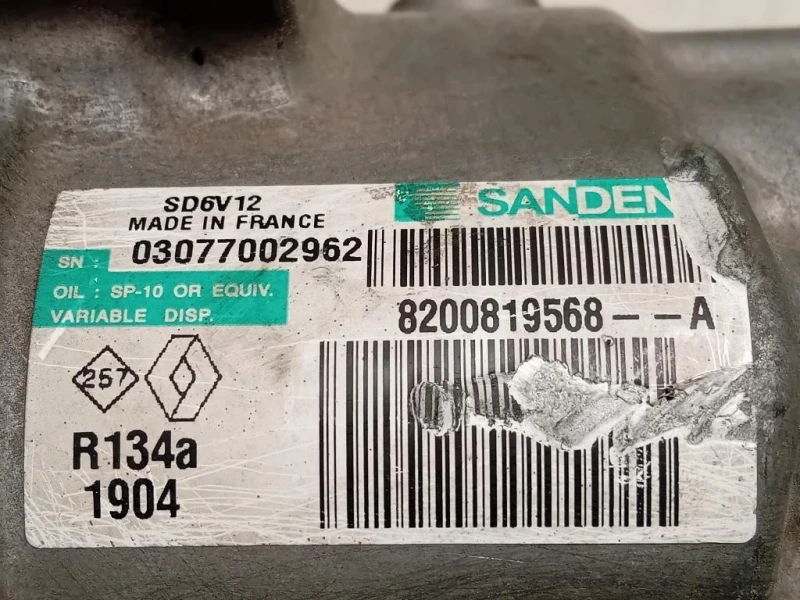 SD6V12
MADE IN FRANCE
SANDEN
SN : 03077002962
OIL : SP-10 OR EQUIV.
VARIABLE DISP.
8200819568--A
257
R134a
1904